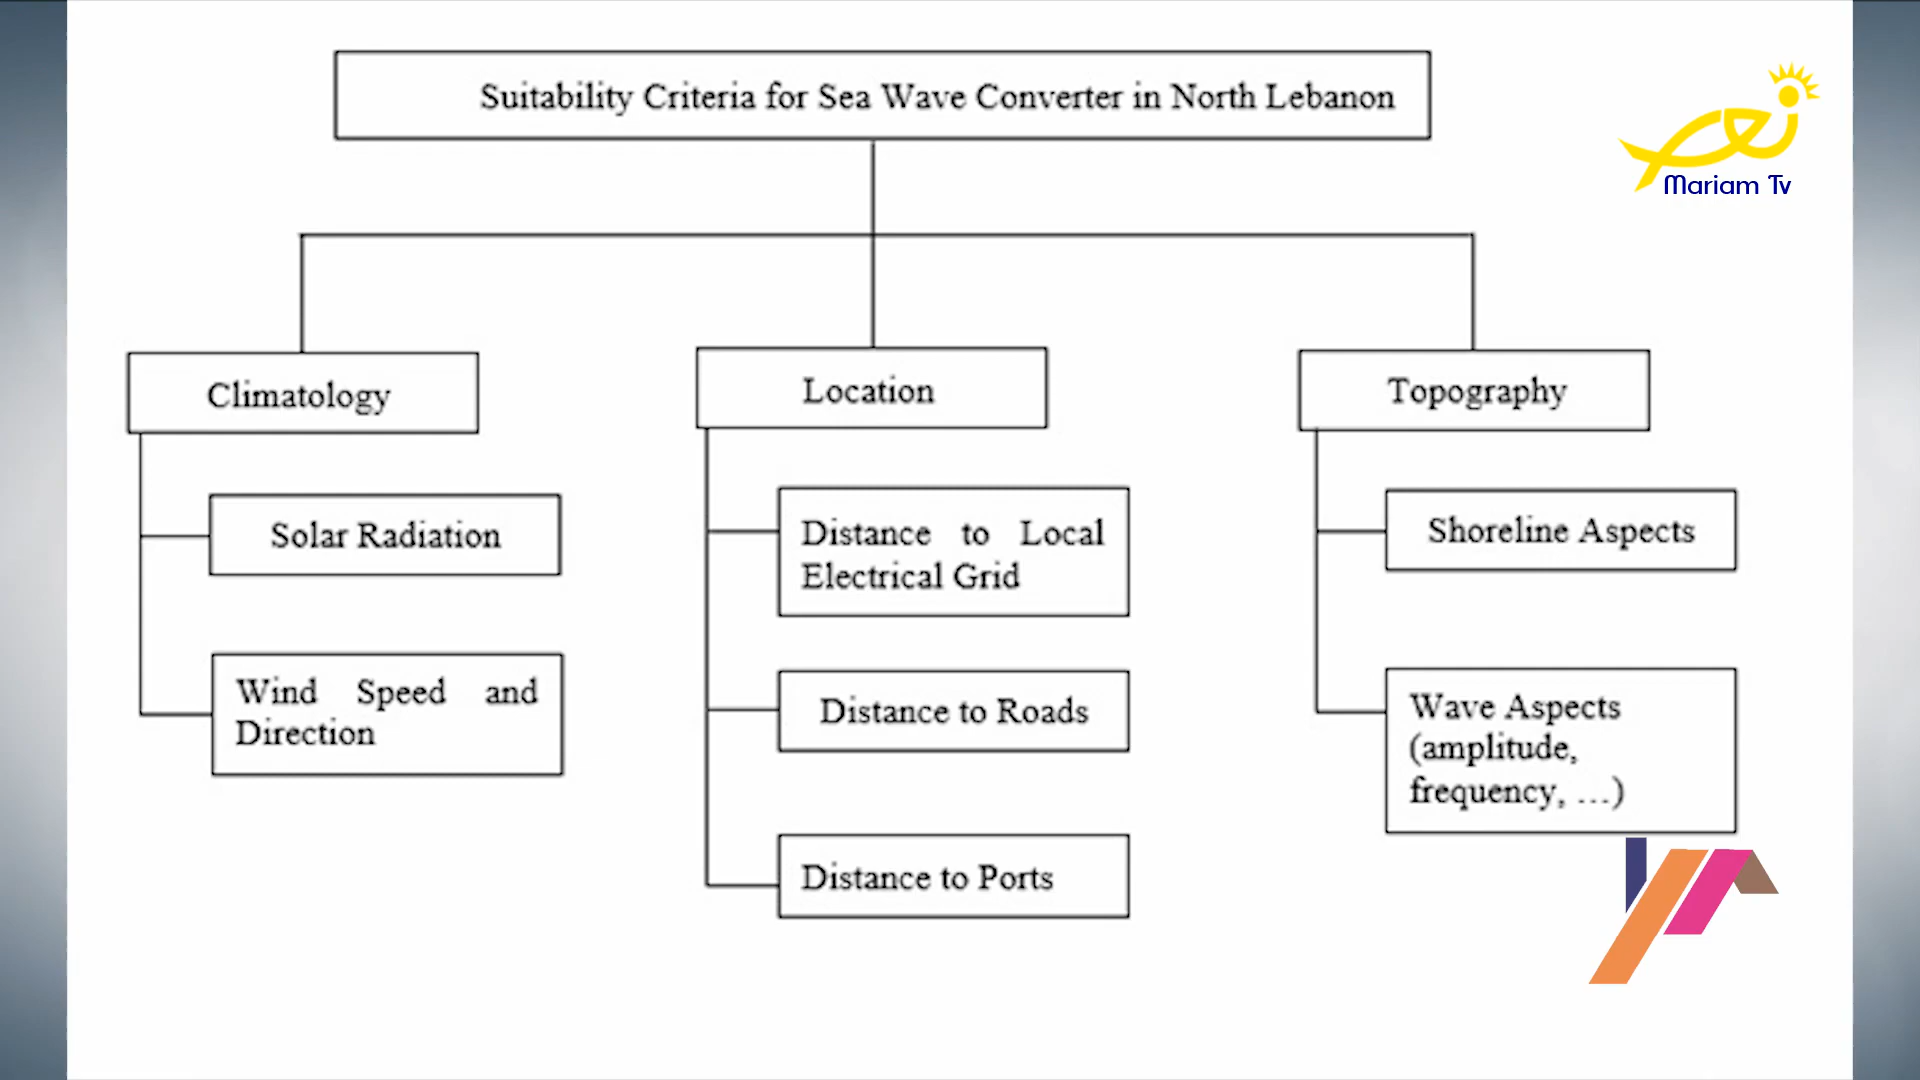 Suitability Criteria for Sea Wave Converter in North Lebanon
Mariam Tv
Climatology
Location
Topography
Solar Radiation
Distance to Local
Electrical Grid
Shoreline Aspects
Wind Speed and
Direction
Distance to Roads
Wave Aspects
(amplitude,
frequency, …)
Distance to Ports